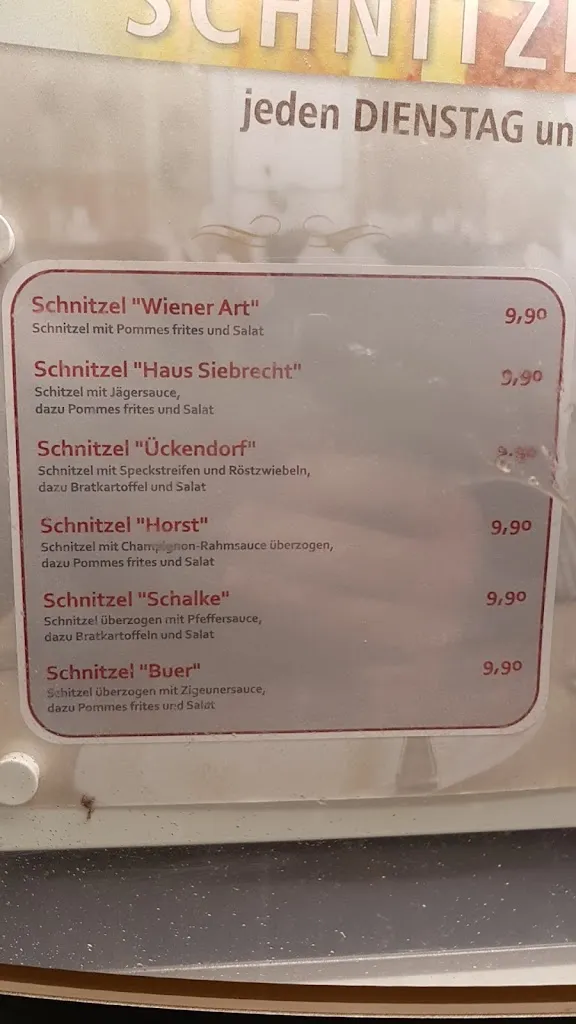 SCHNITZ
jeden DIENSTAG un
Schnitzel "Wiener Art" 9,90
Schnitzel mit Pommes frites und Salat
Schnitzel "Haus Siebrecht" 9,90
Schitzel mit Jägersauce,
dazu Pommes frites und Salat
Schnitzel "Ückendorf" 9,90
Schnitzel mit Speckstreifen und Röstzwiebeln,
dazu Bratkartoffel und Salat
Schnitzel "Horst" 9,90
Schnitzel mit Champignon-Rahmsauce überzogen,
dazu Pommes frites und Salat
Schnitzel "Schalke" 9,90
Schnitzel überzogen mit Pfeffersauce,
dazu Bratkartoffeln und Salat
Schnitzel "Buer" 9,90
Schitzel überzogen mit Zigeunersauce,
dazu Pommes frites und Salat